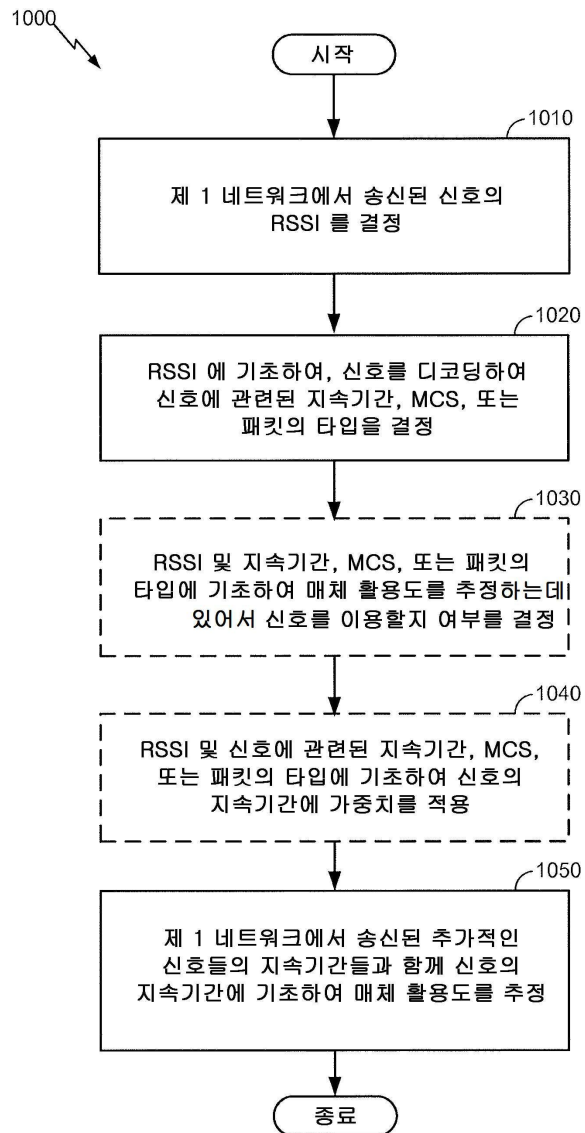 1000
시작
1010
제 1 네트워크에서 송신된 신호의
RSSI 를 결정
1020
RSSI 에 기초하여, 신호를 디코딩하여
신호에 관련된 지속기간, MCS, 또는
패킷의 타입을 결정
1030
RSSI 및 지속기간, MCS, 또는 패킷의
타입에 기초하여 매체 활용도를 추정하는데
있어서 신호를 이용할지 여부를 결정
1040
RSSI 및 신호에 관련된 지속기간, MCS,
또는 패킷의 타입에 기초하여 신호의
지속기간에 가중치를 적용
1050
제 1 네트워크에서 송신된 추가적인
신호들의 지속기간들과 함께 신호의
지속기간에 기초하여 매체 활용도를 추정
종료